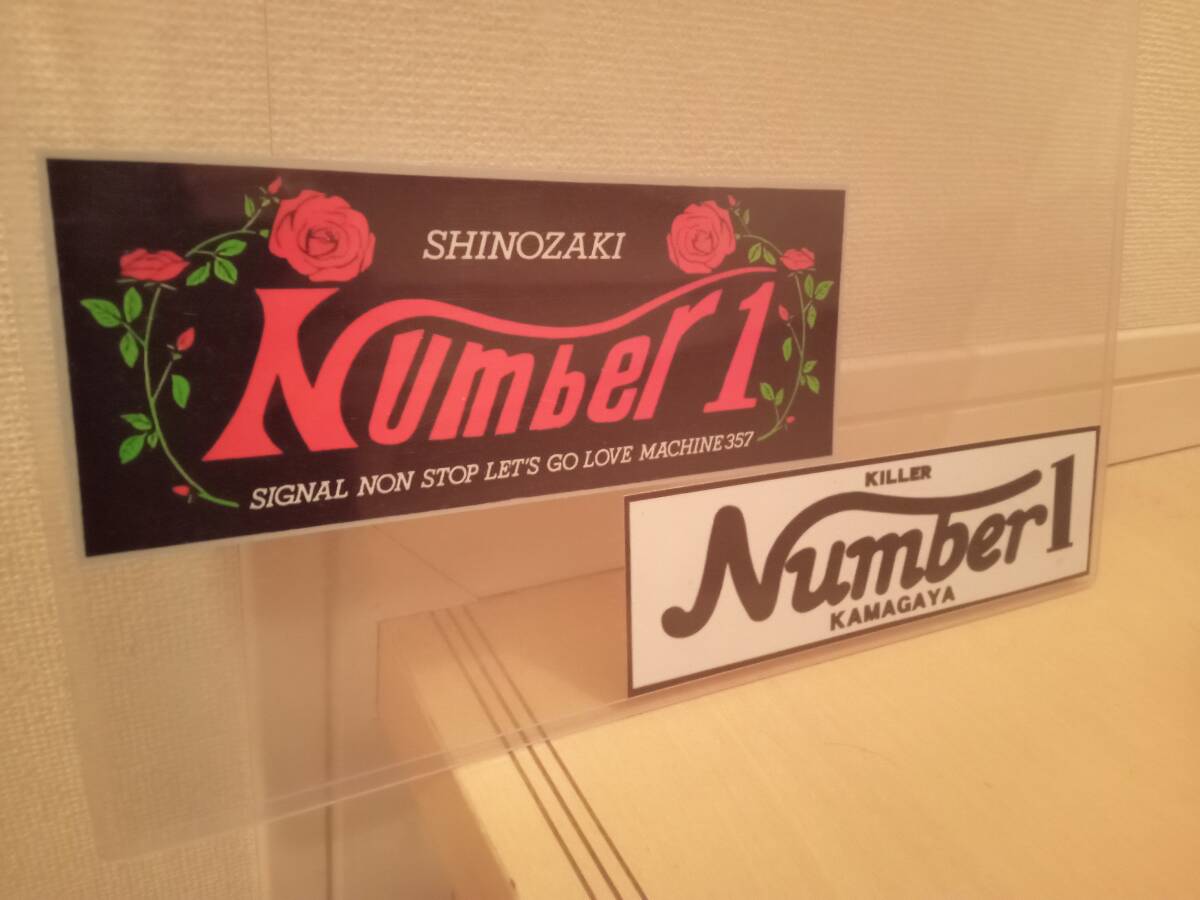 SHINOZAKI
Number 1
SIGNAL NON STOP LET'S GO LOVE MACHINE 357
KILLER
Number 1
KAMAGAYA